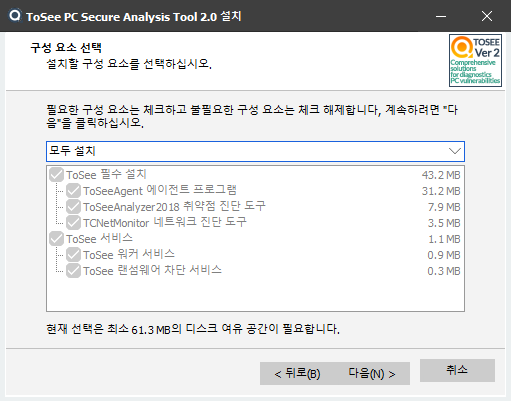 ToSee PC Secure Analysis Tool 2.0 설치
구성 요소 선택
설치할 구성 요소를 선택하십시오.
TOSEE
Ver 2
Comprehensive
solutions
for diagnostics
PC vulnerabilities
필요한 구성 요소는 체크하고 불필요한 구성 요소는 체크 해제합니다, 계속하려면 "다
음"을 클릭하십시오.
모두 설치
ToSee 필수 설치 43.2 MB
ToSeeAgent 에이전트 프로그램 31.2 MB
ToSeeAnalyzer2018 취약점 진단 도구 7.9 MB
TCNetMonitor 네트워크 진단 도구 3.5 MB
ToSee 서비스 1.1 MB
ToSee 워커 서비스 0.9 MB
ToSee 랜섬웨어 차단 서비스 0.3 MB
현재 선택은 최소 61.3 MB의 디스크 여유 공간이 필요합니다.
< 뒤로(B) 다음(N) > 취소